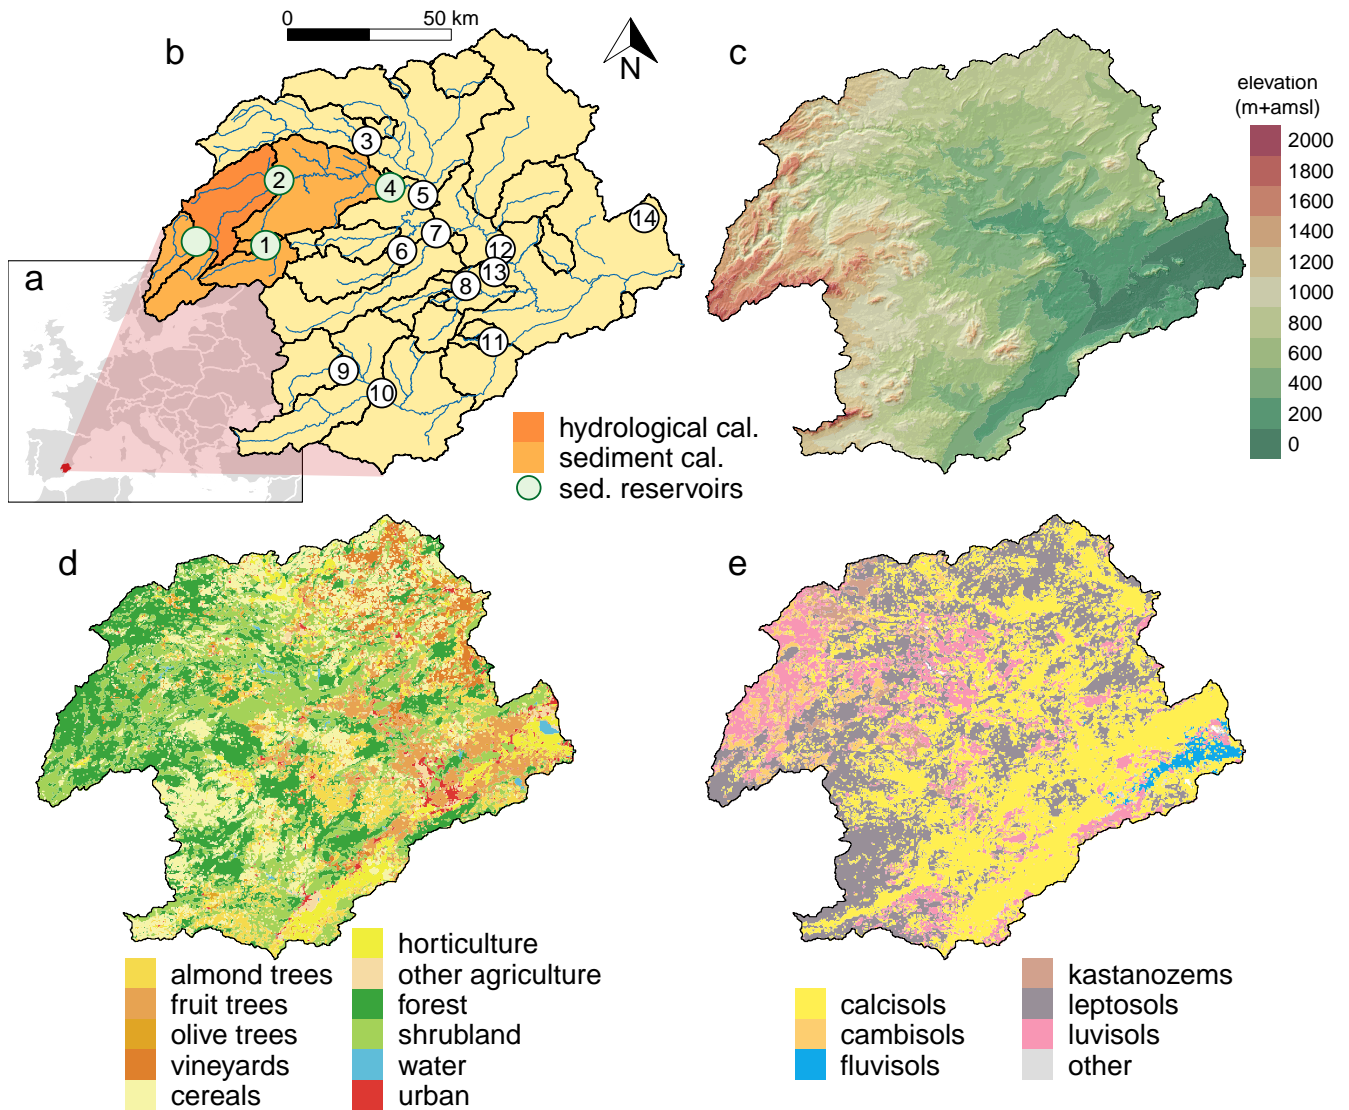 0
50 km
b
N
c
elevation
(m+amsl)
2000
1800
1600
1400
1200
1000
800
600
400
200
0
3
2
4
5
14
1
6
7
12
13
8
11
9
10
a
hydrological cal.
sediment cal.
sed. reservoirs
d
almond trees
fruit trees
olive trees
vineyards
cereals
horticulture
other agriculture
forest
shrubland
water
urban
e
calcisols
cambisols
fluvisols
kastanozems
leptosols
luvisols
other